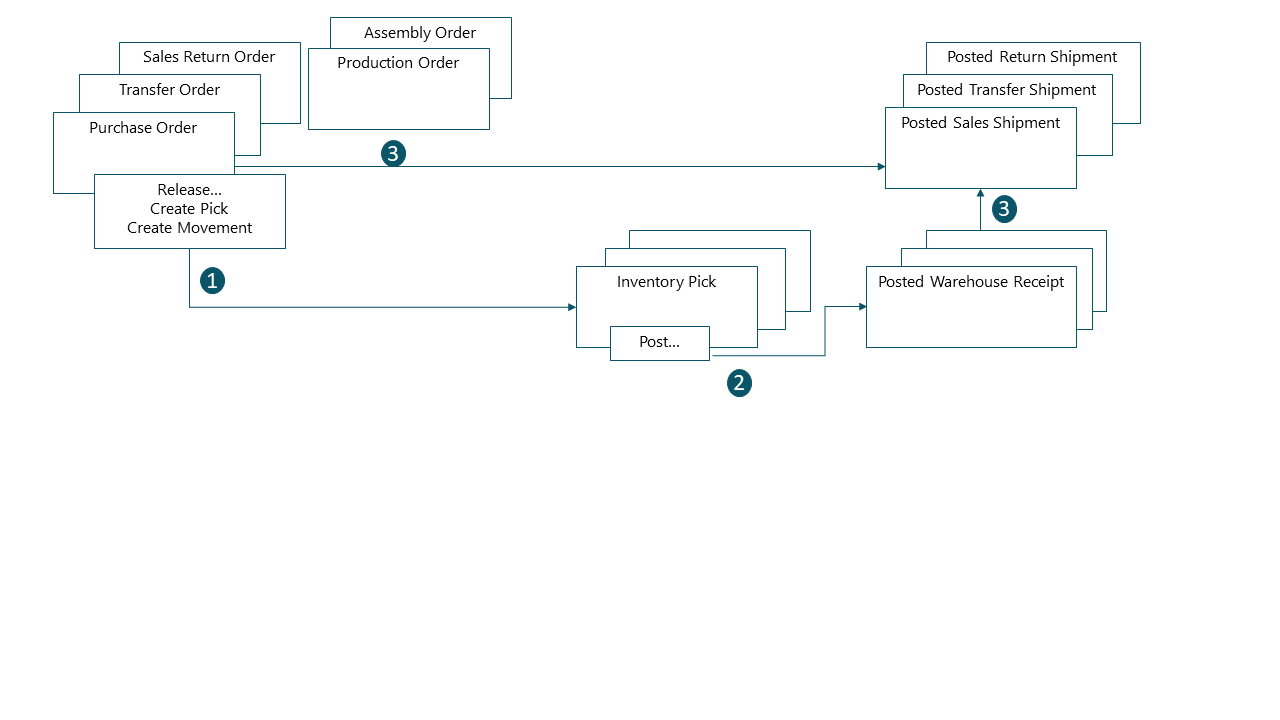 Assembly Order
Sales Return Order
Production Order
Transfer Order
Purchase Order
Release...
Create Pick
Create Movement
3
1
Inventory Pick
Post...
2
Posted Return Shipment
Posted Transfer Shipment
Posted Sales Shipment
3
Posted Warehouse Receipt